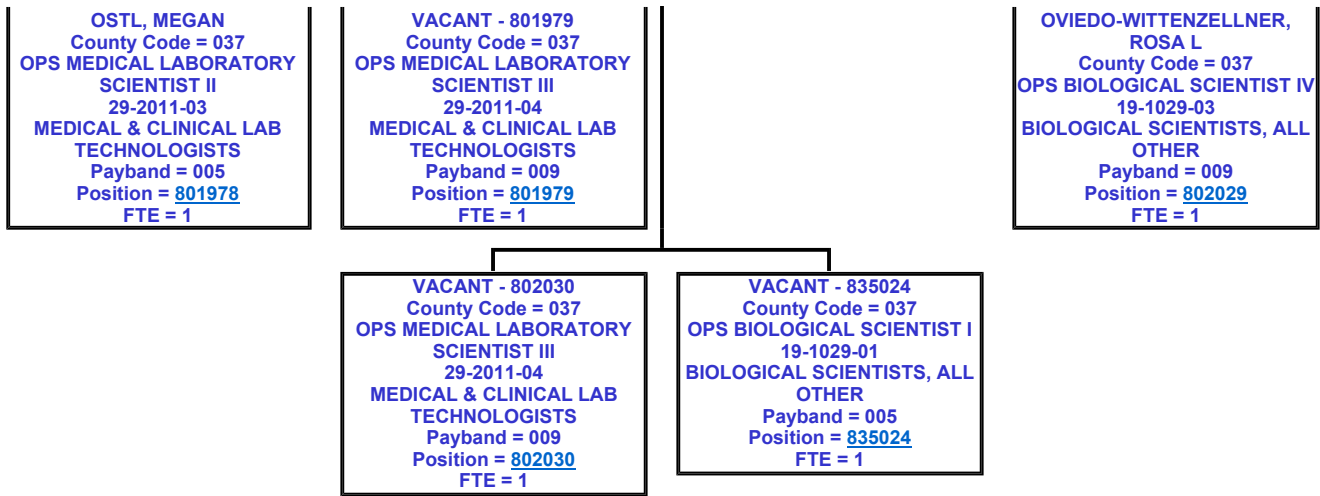 OSTL, MEGAN
County Code = 037
OPS MEDICAL LABORATORY
SCIENTIST II
29-2011-03
MEDICAL & CLINICAL LAB
TECHNOLOGISTS
Payband = 005
Position = 801978
FTE = 1
VACANT - 801979
County Code = 037
OPS MEDICAL LABORATORY
SCIENTIST III
29-2011-04
MEDICAL & CLINICAL LAB
TECHNOLOGISTS
Payband = 009
Position = 801979
FTE = 1
OVIEDO-WITTENZELLNER,
ROSA L
County Code = 037
OPS BIOLOGICAL SCIENTIST IV
19-1029-03
BIOLOGICAL SCIENTISTS, ALL
OTHER
Payband = 009
Position = 802029
FTE = 1
VACANT - 802030
County Code = 037
OPS MEDICAL LABORATORY
SCIENTIST III
29-2011-04
MEDICAL & CLINICAL LAB
TECHNOLOGISTS
Payband = 009
Position = 802030
FTE = 1
VACANT - 835024
County Code = 037
OPS BIOLOGICAL SCIENTIST I
19-1029-01
BIOLOGICAL SCIENTISTS, ALL
OTHER
Payband = 005
Position = 835024
FTE = 1